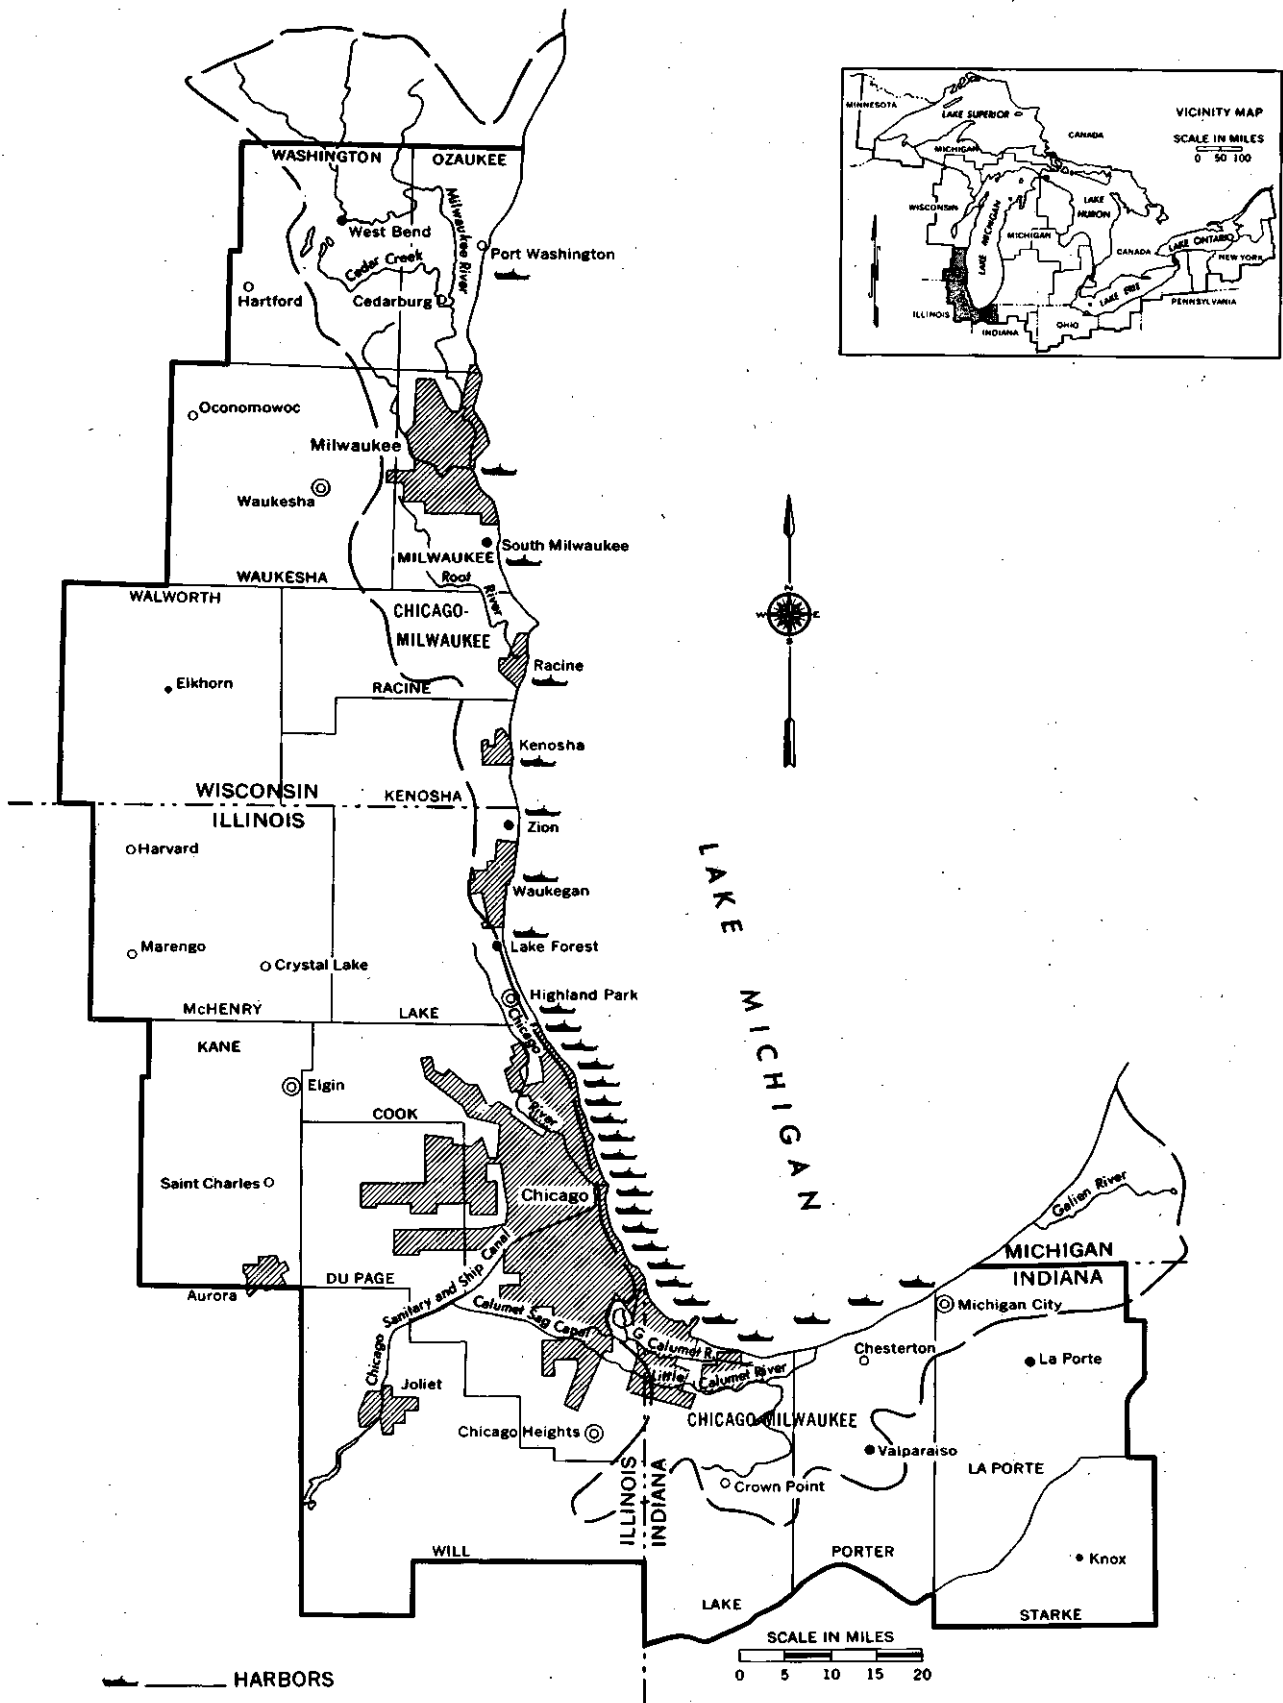 WASHINGTON
OZAUKEE
Milwaukee River
West Bend
Port Washington
Cedar Creek
Hartford
Cedarburg
Oconomowoc
Milwaukee
Waukesha
South Milwaukee
MILWAUKEE
WAUKESHA
Root River
WALWORTH
CHICAGO-
MILWAUKEE
Racine
Elkhorn
RACINE
Kenosha
WISCONSIN
KENOSHA
ILLINOIS
Zion
Harvard
Waukegan
Marengo
Lake Forest
Crystal Lake
Highland Park
McHENRY
LAKE
Chicago River
KANE
Elgin
COOK
Saint Charles
Chicago
DU PAGE
Aurora
Chicago Sanitary and Ship Canal
Calumet Sag Canal
G. Calumet R.
Little Calumet River
Joliet
Chicago Heights
CHICAGO-MILWAUKEE
ILLINOIS
INDIANA
Crown Point
WILL
LAKE
PORTER
Galien River
MICHIGAN
INDIANA
Michigan City
Chesterton
La Porte
Valparaiso
LA PORTE
Knox
STARKE
LAKE MICHIGAN
N
W
E
S
SCALE IN MILES
0 5 10 15 20
HARBORS
VICINITY MAP
SCALE IN MILES
0 50 100
MINNESOTA
LAKE SUPERIOR
CANADA
MICHIGAN
WISCONSIN
LAKE MICHIGAN
MICHIGAN
LAKE HURON
CANADA
LAKE ONTARIO
NEW YORK
LAKE ERIE
PENNSYLVANIA
ILLINOIS
INDIANA
OHIO